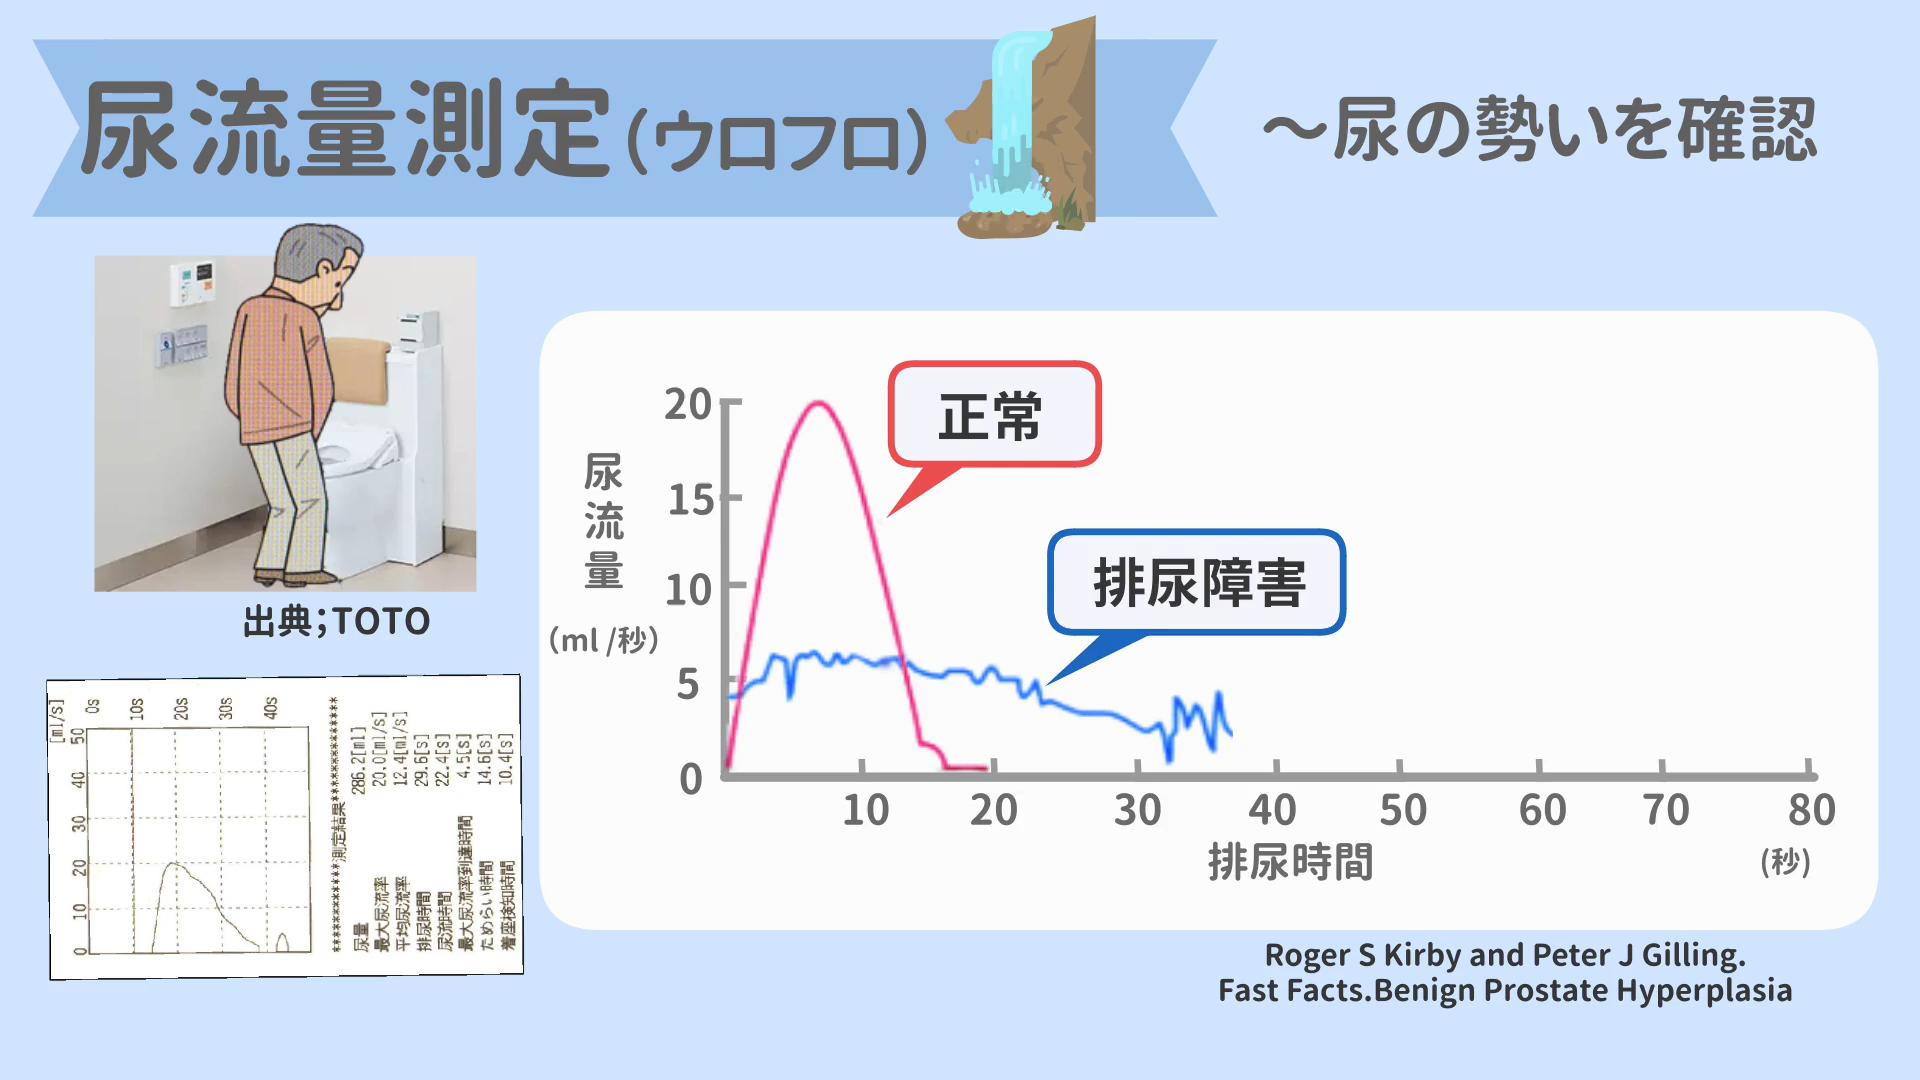 尿流量測定(ウロフロ)
～尿の勢いを確認
出典;TOTO
[ml/s]
0s
10s
20s
30s
40s
50
40
30
20
10
0
****************測定結果****************
尿量 286.2[ml]
最大尿流率 20.0[ml/s]
平均尿流率 12.4[ml/s]
排尿時間 29.6[s]
尿流時間 22.4[s]
最大尿流率到達時間 4.5[s]
ためらい時間 14.6[s]
着座検知時間 10.4[s]
尿流量
(ml/秒)
20
15
10
5
0
正常
排尿障害
10 20 30 40 50 60 70 80
排尿時間
(秒)
Roger S Kirby and Peter J Gilling.
Fast Facts.Benign Prostate Hyperplasia